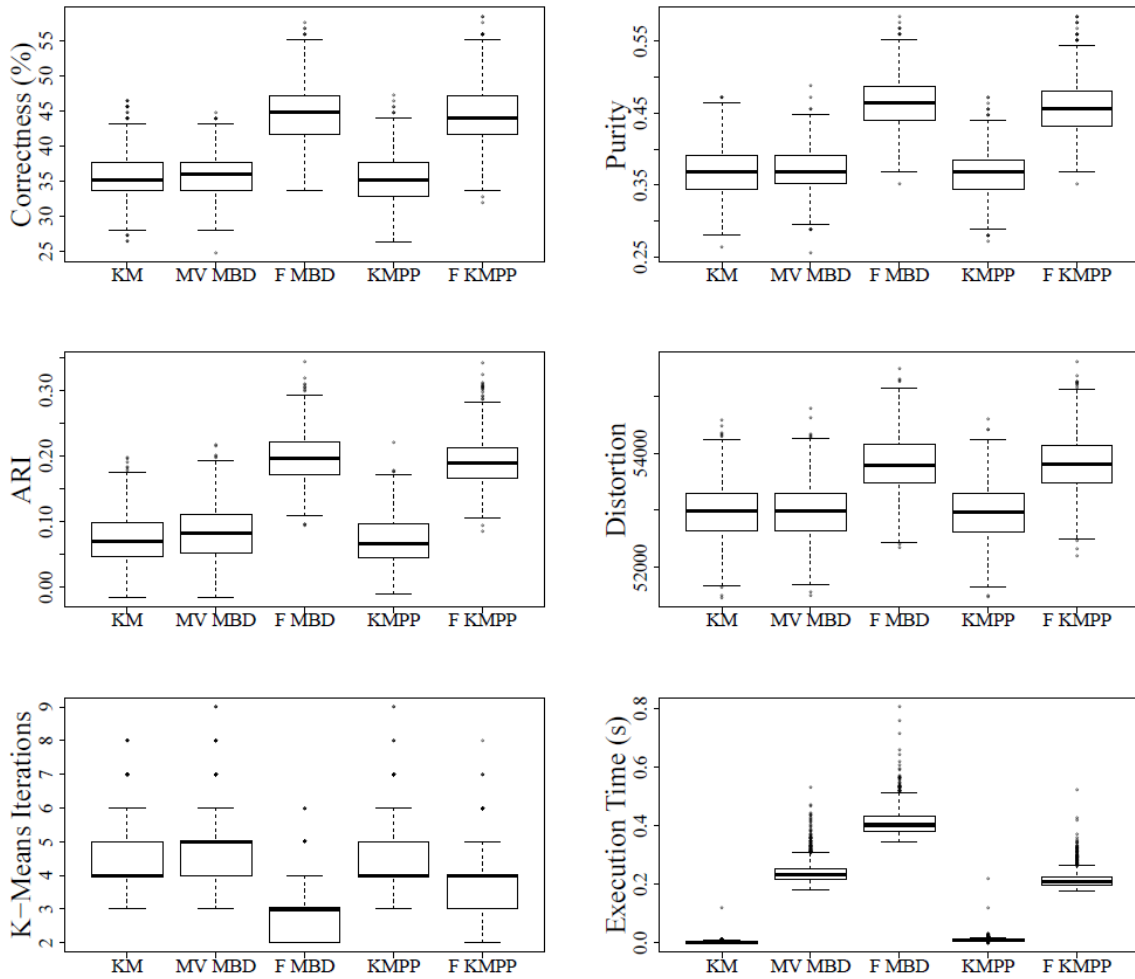 Correctness (%)
55
50
45
40
35
30
25
KM MV MBD F MBD KMPP F KMPP
Purity
0.55
0.45
0.35
0.25
KM MV MBD F MBD KMPP F KMPP
ARI
0.30
0.20
0.10
0.00
KM MV MBD F MBD KMPP F KMPP
Distortion
54000
52000
KM MV MBD F MBD KMPP F KMPP
K−Means Iterations
9
8
7
6
5
4
3
2
KM MV MBD F MBD KMPP F KMPP
Execution Time (s)
0.8
0.6
0.4
0.2
0.0
KM MV MBD F MBD KMPP F KMPP